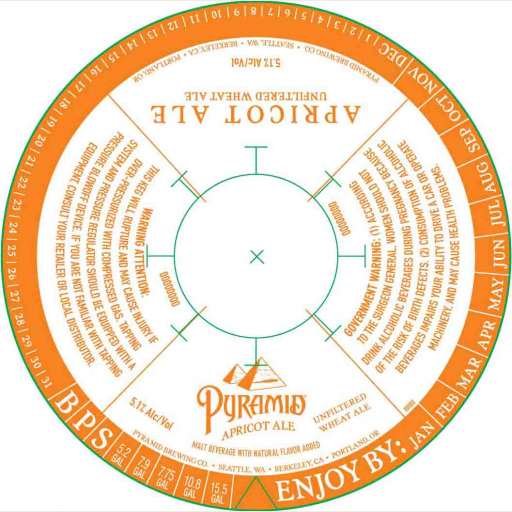 PYRAMID
APRICOT ALE
MALT BEVERAGE WITH NATURAL FLAVOR ADDED
PYRAMID BREWING CO. • SEATTLE, WA • BERKELEY, CA • PORTLAND, OR
5.1% Alc/Vol
UNFILTERED
WHEAT ALE
APRICOT ALE
UNFILTERED WHEAT ALE
5.1% Alc/Vol
PYRAMID BREWING CO. • SEATTLE, WA • BERKELEY, CA • PORTLAND, OR
WARNING ATTENTION:
THIS KEG WILL RUPTURE AND MAY CAUSE INJURY IF
OVER-PRESSURIZED WITH COMPRESSED GAS. TAPPING
SYSTEM AND PRESSURE REGULATOR SHOULD BE EQUIPPED WITH A
PRESSURE BLOWOFF DEVICE. IF YOU ARE NOT FAMILIAR WITH TAPPING
EQUIPMENT, CONSULT YOUR RETAILER OR LOCAL DISTRIBUTOR.
00000000
00000000
GOVERNMENT WARNING: (1) ACCORDING
TO THE SURGEON GENERAL, WOMEN SHOULD NOT
DRINK ALCOHOLIC BEVERAGES DURING PREGNANCY BECAUSE
OF THE RISK OF BIRTH DEFECTS. (2) CONSUMPTION OF ALCOHOLIC
BEVERAGES IMPAIRS YOUR ABILITY TO DRIVE A CAR OR OPERATE
MACHINERY, AND MAY CAUSE HEALTH PROBLEMS.
ENJOY BY:
JAN FEB MAR APR MAY JUN JUL AUG SEP OCT NOV DEC
1 2 3 4 5 6 7 8 9 10 11 12 13 14 15 16 17 18 19 20 21 22 23 24 25 26 27 28 29 30 31
BPS
5.2 GAL
7.9 GAL
7.75 GAL
10.8 GAL
15.5 GAL